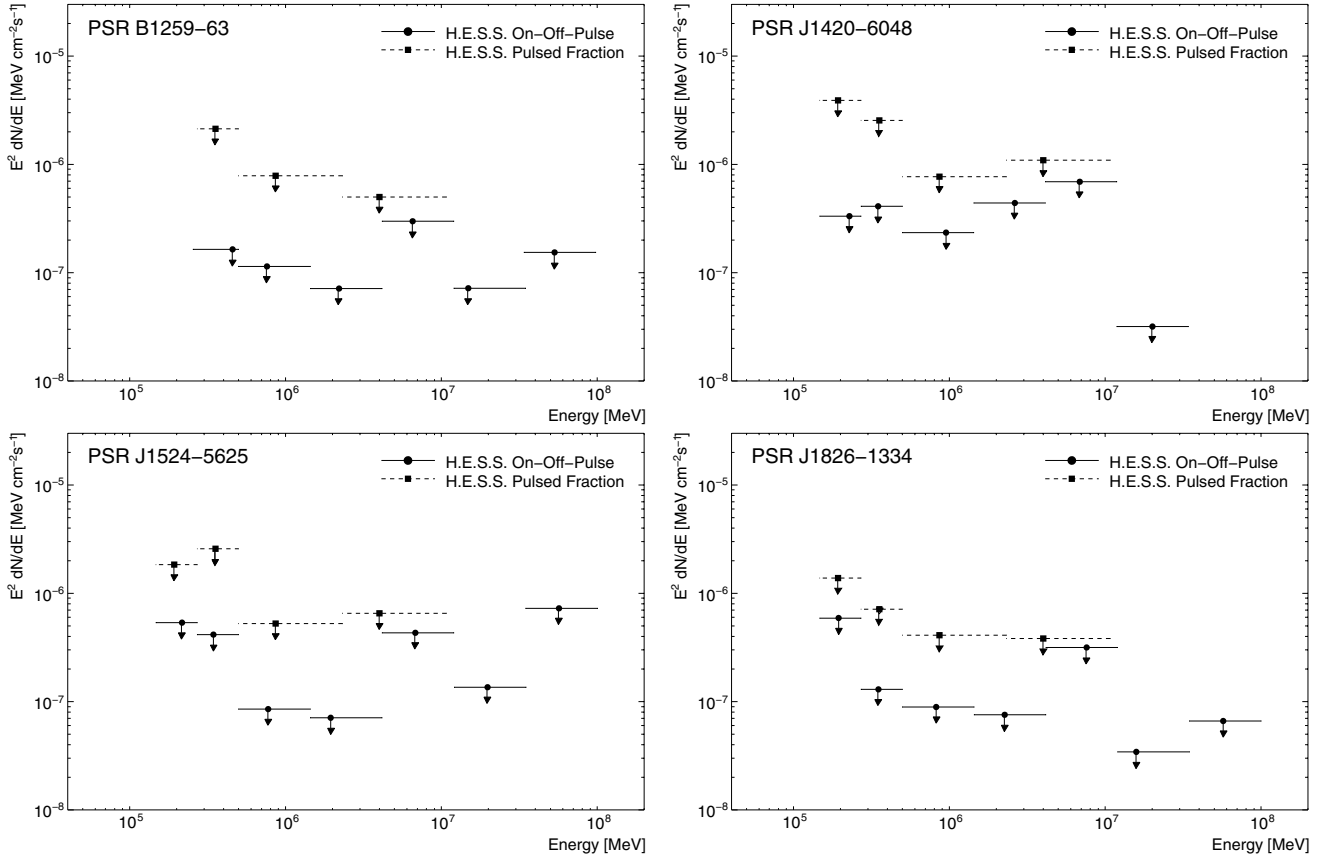 PSR B1259−63
H.E.S.S. On−Off−Pulse
H.E.S.S. Pulsed Fraction
E² dN/dE [MeV cm⁻²s⁻¹]
10⁻⁵
10⁻⁶
10⁻⁷
10⁻⁸
10⁵ 10⁶ 10⁷ 10⁸
Energy [MeV]
PSR J1420−6048
H.E.S.S. On−Off−Pulse
H.E.S.S. Pulsed Fraction
E² dN/dE [MeV cm⁻²s⁻¹]
10⁻⁵
10⁻⁶
10⁻⁷
10⁻⁸
10⁵ 10⁶ 10⁷ 10⁸
Energy [MeV]
PSR J1524−5625
H.E.S.S. On−Off−Pulse
H.E.S.S. Pulsed Fraction
E² dN/dE [MeV cm⁻²s⁻¹]
10⁻⁵
10⁻⁶
10⁻⁷
10⁻⁸
10⁵ 10⁶ 10⁷ 10⁸
Energy [MeV]
PSR J1826−1334
H.E.S.S. On−Off−Pulse
H.E.S.S. Pulsed Fraction
E² dN/dE [MeV cm⁻²s⁻¹]
10⁻⁵
10⁻⁶
10⁻⁷
10⁻⁸
10⁵ 10⁶ 10⁷ 10⁸
Energy [MeV]